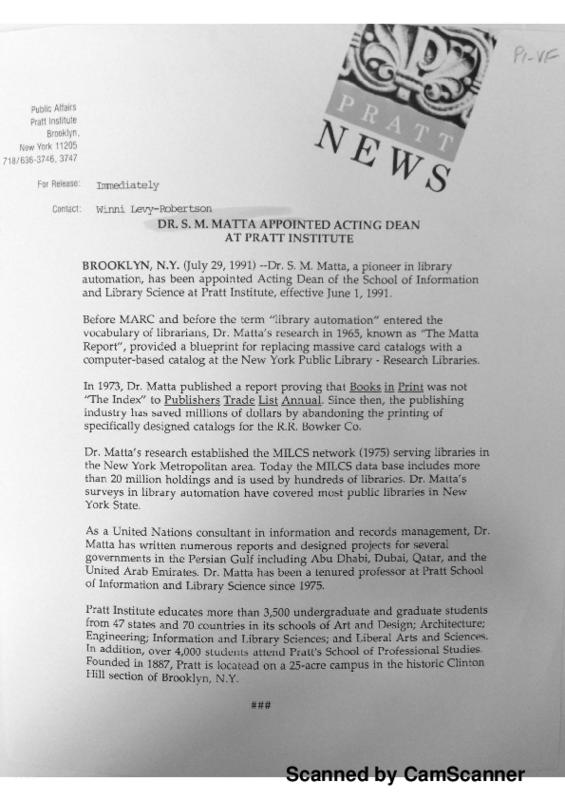 PI-VF
PRATT
NEWS
Public Affairs
Pratt Institute
Brooklyn,
New York 11205
718/636-3746, 3747
For Release: Immediately
Contact: Winni Levy-Robertson
DR. S. M. MATTA APPOINTED ACTING DEAN
AT PRATT INSTITUTE
BROOKLYN, N.Y. (July 29, 1991) --Dr. S. M. Matta, a pioneer in library
automation, has been appointed Acting Dean of the School of Information
and Library Science at Pratt Institute, effective June 1, 1991.
Before MARC and before the term "library automation" entered the
vocabulary of librarians, Dr. Matta's research in 1965, known as "The Matta
Report", provided a blueprint for replacing massive card catalogs with a
computer-based catalog at the New York Public Library - Research Libraries.
In 1973, Dr. Matta published a report proving that Books in Print was not
"The Index" to Publishers Trade List Annual. Since then, the publishing
industry has saved millions of dollars by abandoning the printing of
specifically designed catalogs for the R.R. Bowker Co.
Dr. Matta's research established the MILCS network (1975) serving libraries in
the New York Metropolitan area. Today the MILCS data base includes more
than 20 million holdings and is used by hundreds of libraries. Dr. Matta's
surveys in library automation have covered most public libraries in New
York State.
As a United Nations consultant in information and records management, Dr.
Matta has written numerous reports and designed projects for several
governments in the Persian Gulf including Abu Dhabi, Dubai, Qatar, and the
United Arab Emirates. Dr. Matta has been a tenured professor at Pratt School
of Information and Library Science since 1975.
Pratt Institute educates more than 3,500 undergraduate and graduate students
from 47 states and 70 countries in its schools of Art and Design; Architecture;
Engineering; Information and Library Sciences; and Liberal Arts and Sciences.
In addition, over 4,000 students attend Pratt's School of Professional Studies.
Founded in 1887, Pratt is locatead on a 25-acre campus in the historic Clinton
Hill section of Brooklyn, N.Y.
###
Scanned by CamScanner